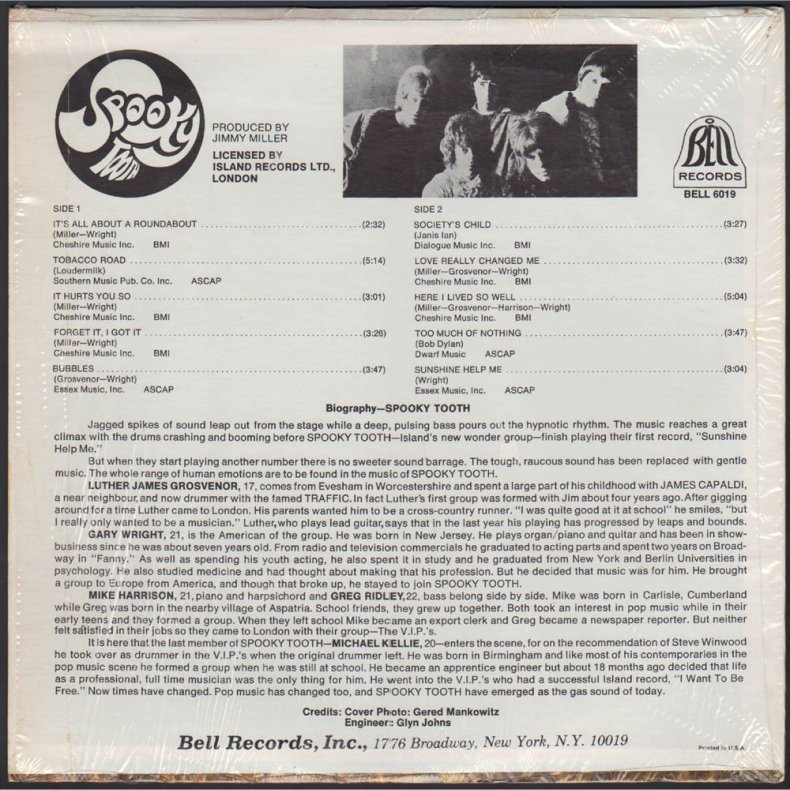 SPOOKY
TOOTH
PRODUCED BY
JIMMY MILLER
LICENSED BY
ISLAND RECORDS LTD.,
LONDON
BELL
RECORDS
BELL 6019
SIDE 1
IT'S ALL ABOUT A ROUNDABOUT (2:32)
(Miller—Wright)
Cheshire Music Inc. BMI
TOBACCO ROAD (5:14)
(Loudermilk)
Southern Music Pub. Co. Inc. ASCAP
IT HURTS YOU SO (3:01)
(Miller—Wright)
Cheshire Music Inc. BMI
FORGET IT, I GOT IT (3:26)
(Miller—Wright)
Cheshire Music Inc. BMI
BUBBLES (3:47)
(Grosvenor—Wright)
Essex Music, Inc. ASCAP
SIDE 2
SOCIETY'S CHILD (3:27)
(Janis Ian)
Dialogue Music Inc. BMI
LOVE REALLY CHANGED ME (3:32)
(Miller—Grosvenor—Wright)
Cheshire Music Inc. BMI
HERE I LIVED SO WELL (5:04)
(Miller—Grosvenor—Harrison—Wright)
Cheshire Music Inc. BMI
TOO MUCH OF NOTHING (3:47)
(Bob Dylan)
Dwarf Music ASCAP
SUNSHINE HELP ME (3:04)
(Wright)
Essex Music, Inc. ASCAP
Biography—SPOOKY TOOTH
Jagged spikes of sound leap out from the stage while a deep, pulsing bass pours out the hypnotic rhythm. The music reaches a great
climax with the drums crashing and booming before SPOOKY TOOTH—Island's new wonder group—finish playing their first record, "Sunshine
Help Me."
But when they start playing another number there is no sweeter sound barrage. The tough, raucous sound has been replaced with gentle
music. The whole range of human emotions are to be found in the music of SPOOKY TOOTH.
LUTHER JAMES GROSVENOR, 17, comes from Evesham in Worcestershire and spent a large part of his childhood with JAMES CAPALDI,
a near neighbour, and now drummer with the famed TRAFFIC. In fact Luther's first group was formed with Jim about four years ago. After gigging
around for a time Luther came to London. His parents wanted him to be a cross-country runner. "I was quite good at it at school" he smiles, "but
I really only wanted to be a musician." Luther, who plays lead guitar, says that in the last year his playing has progressed by leaps and bounds.
GARY WRIGHT, 21, is the American of the group. He was born in New Jersey. He plays organ/piano and guitar and has been in show-
business since he was about seven years old. From radio and television commercials he graduated to acting parts and spent two years on Broad-
way in "Fanny." As well as spending his youth acting, he also spent it in study and he graduated from New York and Berlin Universities in
psychology. He also studied medicine and had thought about making that his profession. But he decided that music was for him. He brought
a group to Europe from America, and though that broke up, he stayed to join SPOOKY TOOTH.
MIKE HARRISON, 21, piano and harpsichord and GREG RIDLEY, 22, bass belong side by side. Mike was born in Carlisle, Cumberland
while Greg was born in the nearby village of Aspatria. School friends, they grew up together. Both took an interest in pop music while in their
early teens and they formed a group. When they left school Mike became an export clerk and Greg became a newspaper reporter. But neither
felt satisfied in their jobs so they came to London with their group—The V.I.P.'s.
It is here that the last member of SPOOKY TOOTH—MICHAEL KELLIE, 20—enters the scene, for on the recommendation of Steve Winwood
he took over as drummer in the V.I.P.'s when the original drummer left. He was born in Birmingham and like most of his contemporaries in the
pop music scene he formed a group when he was still at school. He became an apprentice engineer but about 18 months ago decided that life
as a professional, full time musician was the only thing for him. He went into the V.I.P.'s who had a successful Island record, "I Want To Be
Free." Now times have changed. Pop music has changed too, and SPOOKY TOOTH have emerged as the gas sound of today.
Credits: Cover Photo: Gered Mankowitz
Engineer: Glyn Johns
Bell Records, Inc., 1776 Broadway, New York, N.Y. 10019
Printed in U.S.A.